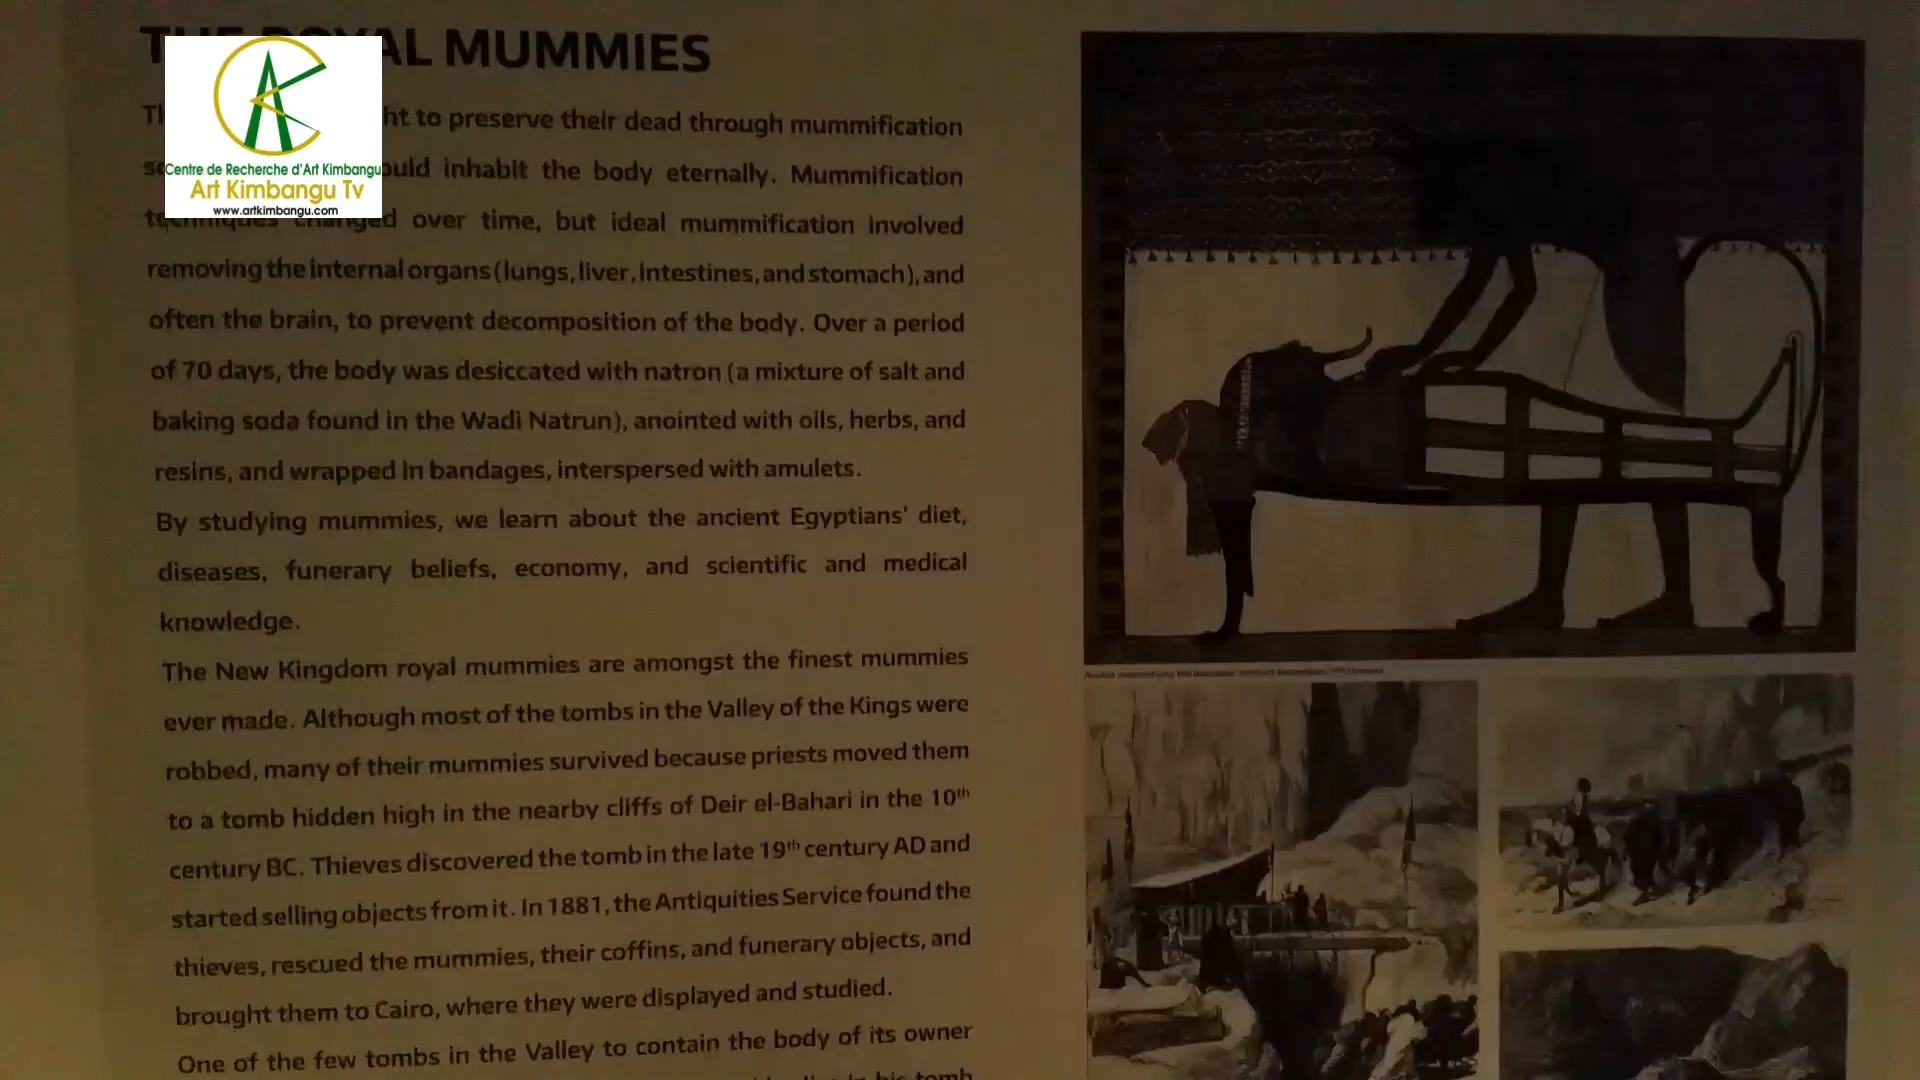 THE ROYAL MUMMIES
Centre de Recherche d'Art Kimbangu
Art Kimbangu Tv
www.artkimbangu.com
ht to preserve their dead through mummification
ould inhabit the body eternally. Mummification
techniques changed over time, but ideal mummification involved
removing the internal organs (lungs, liver, intestines, and stomach), and
often the brain, to prevent decomposition of the body. Over a period
of 70 days, the body was desiccated with natron (a mixture of salt and
baking soda found in the Wadi Natrun), anointed with oils, herbs, and
resins, and wrapped in bandages, interspersed with amulets.
By studying mummies, we learn about the ancient Egyptians' diet,
diseases, funerary beliefs, economy, and scientific and medical
knowledge.
The New Kingdom royal mummies are amongst the finest mummies
ever made. Although most of the tombs in the Valley of the Kings were
robbed, many of their mummies survived because priests moved them
to a tomb hidden high in the nearby cliffs of Deir el-Bahari in the 10th
century BC. Thieves discovered the tomb in the late 19th century AD and
started selling objects from it. In 1881, the Antiquities Service found the
thieves, rescued the mummies, their coffins, and funerary objects, and
brought them to Cairo, where they were displayed and studied.
One of the few tombs in the Valley to contain the body of its owner
in his tomb